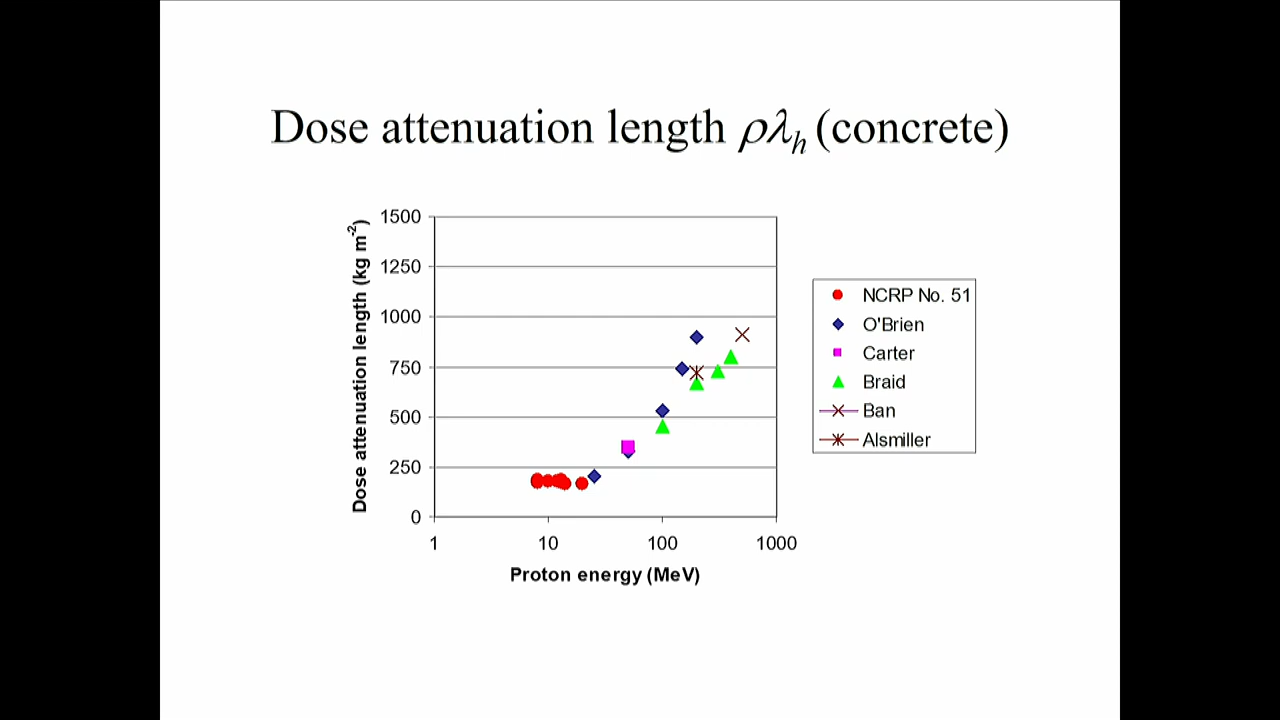 Dose attenuation length ρλh (concrete)
Dose attenuation length (kg m-2)
1500
1250
1000
750
500
250
0
1 10 100 1000
Proton energy (MeV)
NCRP No. 51
O'Brien
Carter
Braid
Ban
Alsmiller